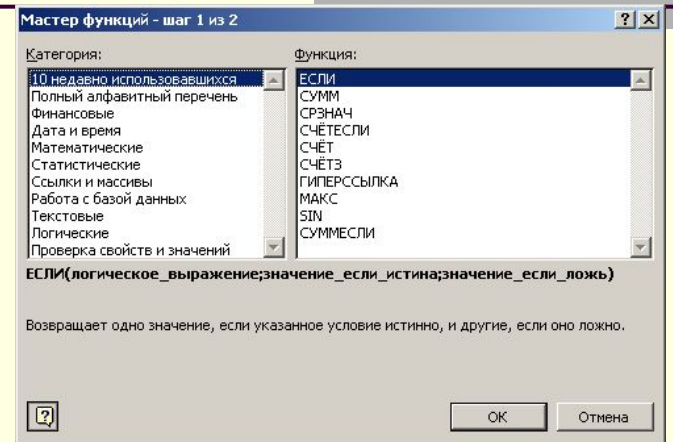 Мастер функций - шаг 1 из 2
Категория:
10 недавно использовавшихся
Полный алфавитный перечень
Финансовые
Дата и время
Математические
Статистические
Ссылки и массивы
Работа с базой данных
Текстовые
Логические
Проверка свойств и значений
Функция:
ЕСЛИ
СУММ
СРЗНАЧ
СЧЁТЕСЛИ
СЧЁТ
СЧЁТЗ
ГИПЕРССЫЛКА
МАКС
SIN
СУММЕСЛИ
ЕСЛИ(логическое_выражение;значение_если_истина;значение_если_ложь)
Возвращает одно значение, если указанное условие истинно, и другие, если оно ложно.
ОК
Отмена